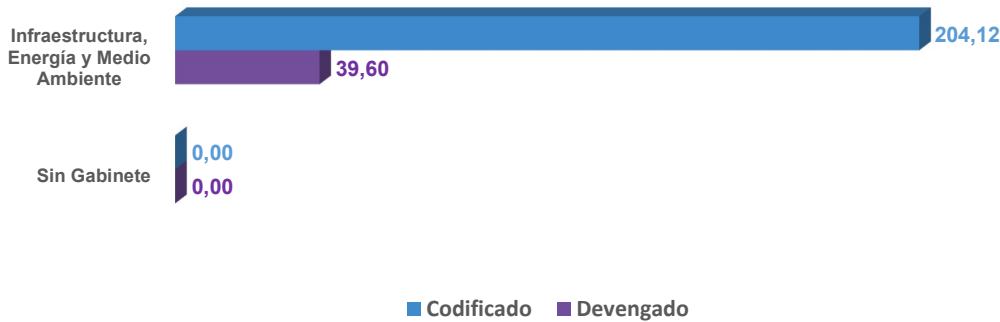 Infraestructura,
Energía y Medio
Ambiente
204,12
39,60
Sin Gabinete
0,00
0,00
Codificado Devengado